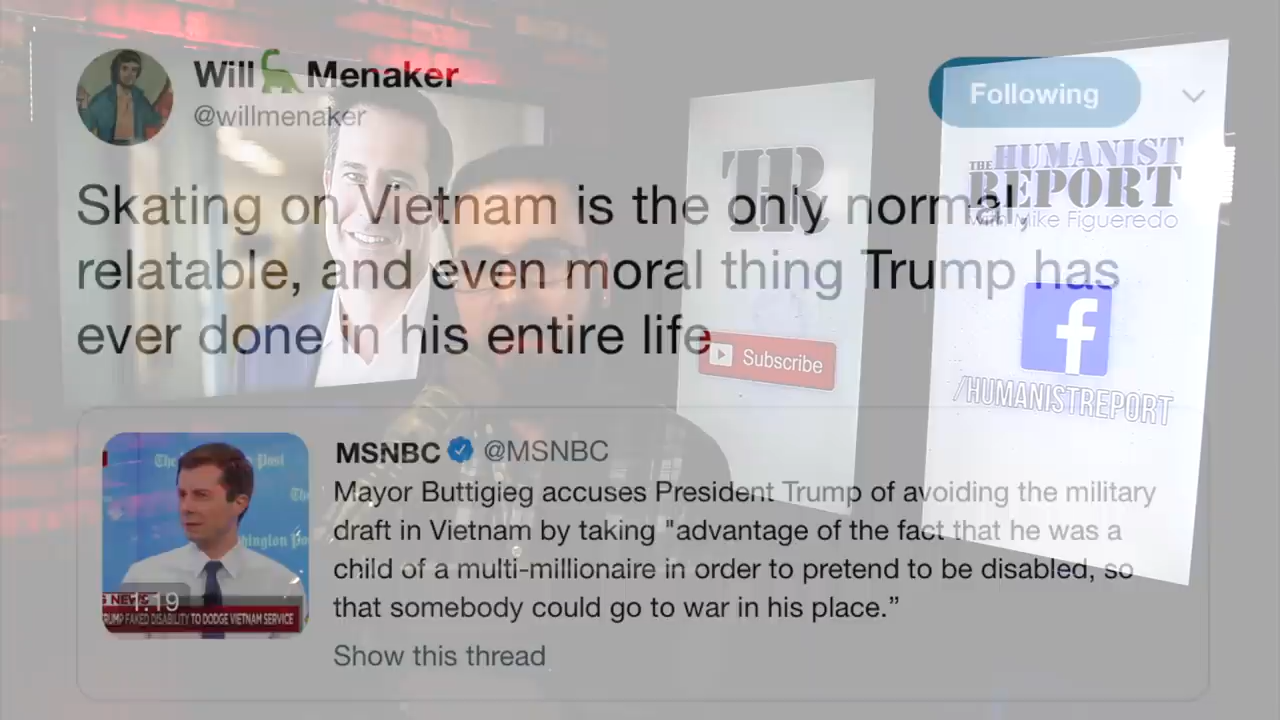 Will Menaker
@willmenaker
Following
Skating on Vietnam is the only normal,
relatable, and even moral thing Trump has
ever done in his entire life
THR
THE HUMANIST
REPORT
with Mike Figueredo
Subscribe
f
/HUMANISTREPORT
MSNBC @MSNBC
Mayor Buttigieg accuses President Trump of avoiding the military
draft in Vietnam by taking "advantage of the fact that he was a
child of a multi-millionaire in order to pretend to be disabled, so
that somebody could go to war in his place.”
Show this thread
1:19
RUMP FAKED DISABILITY TO DODGE VIETNAM SERVICE